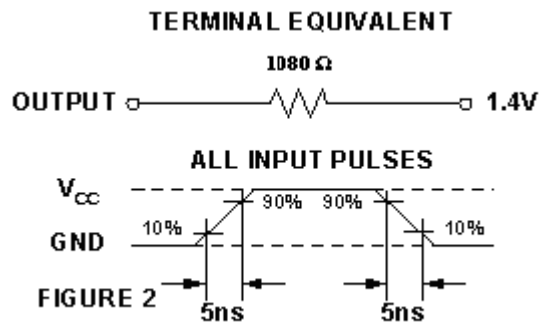 TERMINAL EQUIVALENT
1080 Ω
OUTPUT 1.4V
ALL INPUT PULSES
VCC
90% 90%
10% 10%
GND
FIGURE 2
5ns 5ns